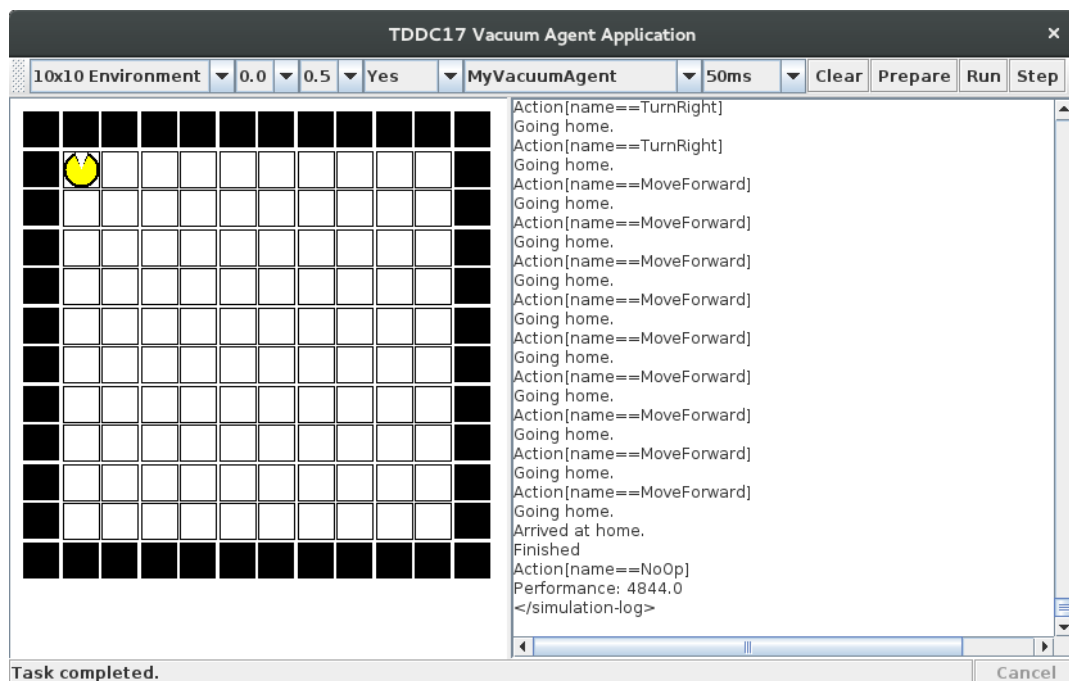 TDDC17 Vacuum Agent Application ×
10x10 Environment 0.0 0.5 Yes MyVacuumAgent 50ms Clear Prepare Run Step
Action[name==TurnRight]
Going home.
Action[name==TurnRight]
Going home.
Action[name==MoveForward]
Going home.
Action[name==MoveForward]
Going home.
Action[name==MoveForward]
Going home.
Action[name==MoveForward]
Going home.
Action[name==MoveForward]
Going home.
Action[name==MoveForward]
Going home.
Action[name==MoveForward]
Going home.
Action[name==MoveForward]
Going home.
Action[name==MoveForward]
Going home.
Arrived at home.
Finished
Action[name==NoOp]
Performance: 4844.0
</simulation-log>
Task completed. Cancel